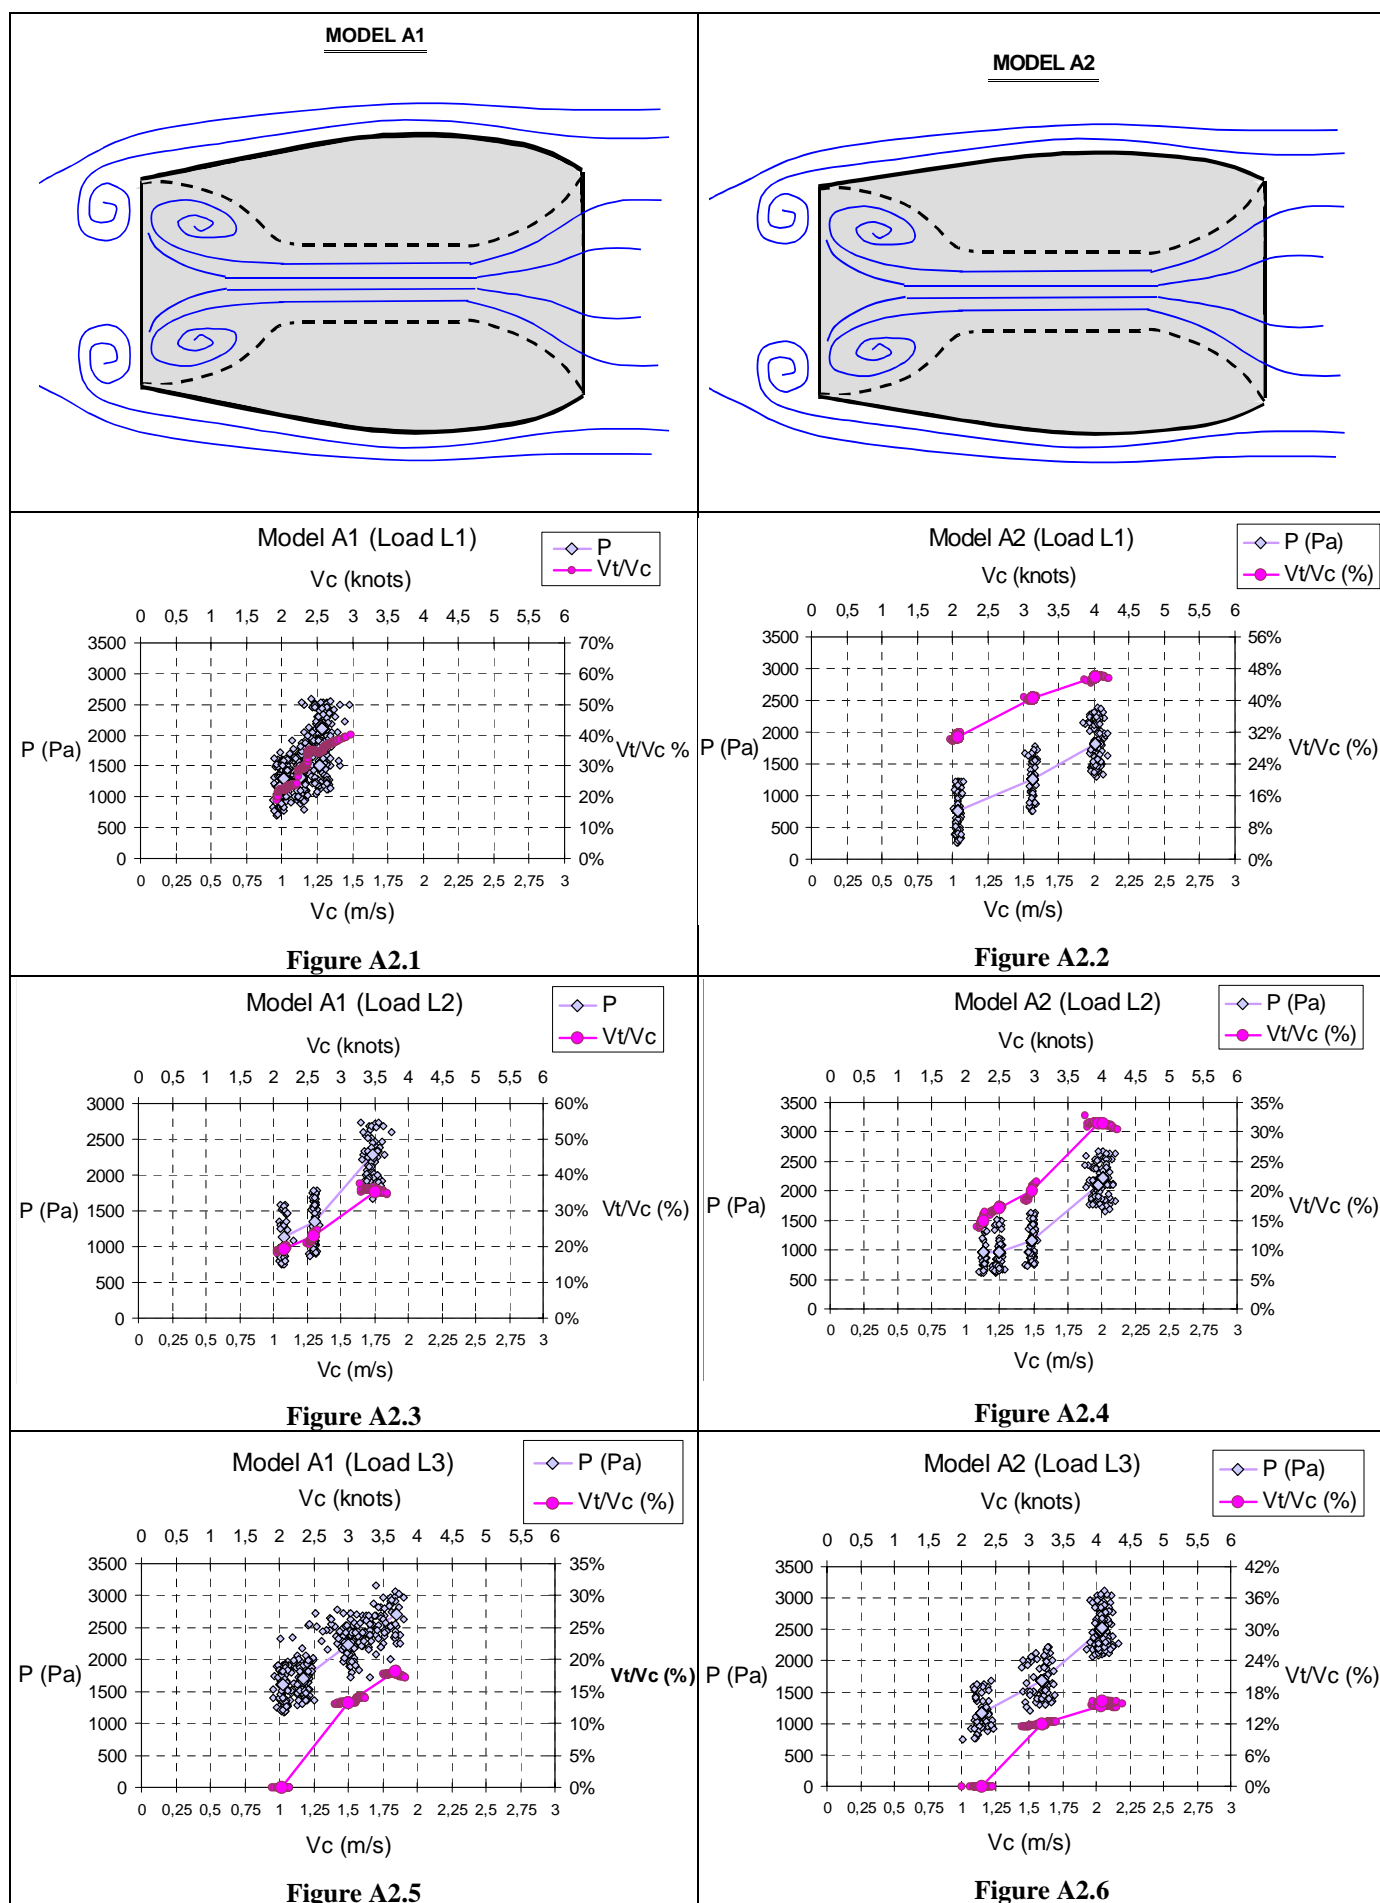 MODEL A1
MODEL A2
Model A1 (Load L1)
P
Vt/Vc
Vc (knots)
0 0,5 1 1,5 2 2,5 3 3,5 4 4,5 5 5,5 6
3500 70%
3000 60%
2500 50%
2000 40%
P (Pa) Vt/Vc %
1500 30%
1000 20%
500 10%
0 0%
0 0,25 0,5 0,75 1 1,25 1,5 1,75 2 2,25 2,5 2,75 3
Vc (m/s)
Figure A2.1
Model A2 (Load L1)
P (Pa)
Vt/Vc (%)
Vc (knots)
0 0,5 1 1,5 2 2,5 3 3,5 4 4,5 5 5,5 6
3500 56%
3000 48%
2500 40%
2000 32%
P (Pa) Vt/Vc (%)
1500 24%
1000 16%
500 8%
0 0%
0 0,25 0,5 0,75 1 1,25 1,5 1,75 2 2,25 2,5 2,75 3
Vc (m/s)
Figure A2.2
Model A1 (Load L2)
P
Vt/Vc
Vc (knots)
0 0,5 1 1,5 2 2,5 3 3,5 4 4,5 5 5,5 6
3000 60%
2500 50%
2000 40%
P (Pa) Vt/Vc (%)
1500 30%
1000 20%
500 10%
0 0%
0 0,25 0,5 0,75 1 1,25 1,5 1,75 2 2,25 2,5 2,75 3
Vc (m/s)
Figure A2.3
Model A2 (Load L2)
P (Pa)
Vt/Vc (%)
Vc (knots)
0 0,5 1 1,5 2 2,5 3 3,5 4 4,5 5 5,5 6
3500 35%
3000 30%
2500 25%
2000 20%
P (Pa) Vt/Vc (%)
1500 15%
1000 10%
500 5%
0 0%
0 0,25 0,5 0,75 1 1,25 1,5 1,75 2 2,25 2,5 2,75 3
Vc (m/s)
Figure A2.4
Model A1 (Load L3)
P (Pa)
Vt/Vc (%)
Vc (knots)
0 0,5 1 1,5 2 2,5 3 3,5 4 4,5 5 5,5 6
3500 35%
3000 30%
2500 25%
2000 20%
P (Pa) Vt/Vc (%)
1500 15%
1000 10%
500 5%
0 0%
0 0,25 0,5 0,75 1 1,25 1,5 1,75 2 2,25 2,5 2,75 3
Vc (m/s)
Figure A2.5
Model A2 (Load L3)
P (Pa)
Vt/Vc (%)
Vc (knots)
0 0,5 1 1,5 2 2,5 3 3,5 4 4,5 5 5,5 6
3500 42%
3000 36%
2500 30%
2000 24%
P (Pa) Vt/Vc (%)
1500 18%
1000 12%
500 6%
0 0%
0 0,25 0,5 0,75 1 1,25 1,5 1,75 2 2,25 2,5 2,75 3
Vc (m/s)
Figure A2.6